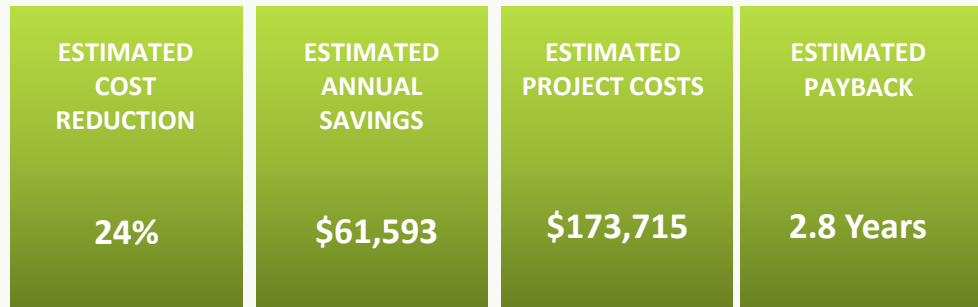 ESTIMATED
COST
REDUCTION
24%
ESTIMATED
ANNUAL
SAVINGS
$61,593
ESTIMATED
PROJECT COSTS
$173,715
ESTIMATED
PAYBACK
2.8 Years